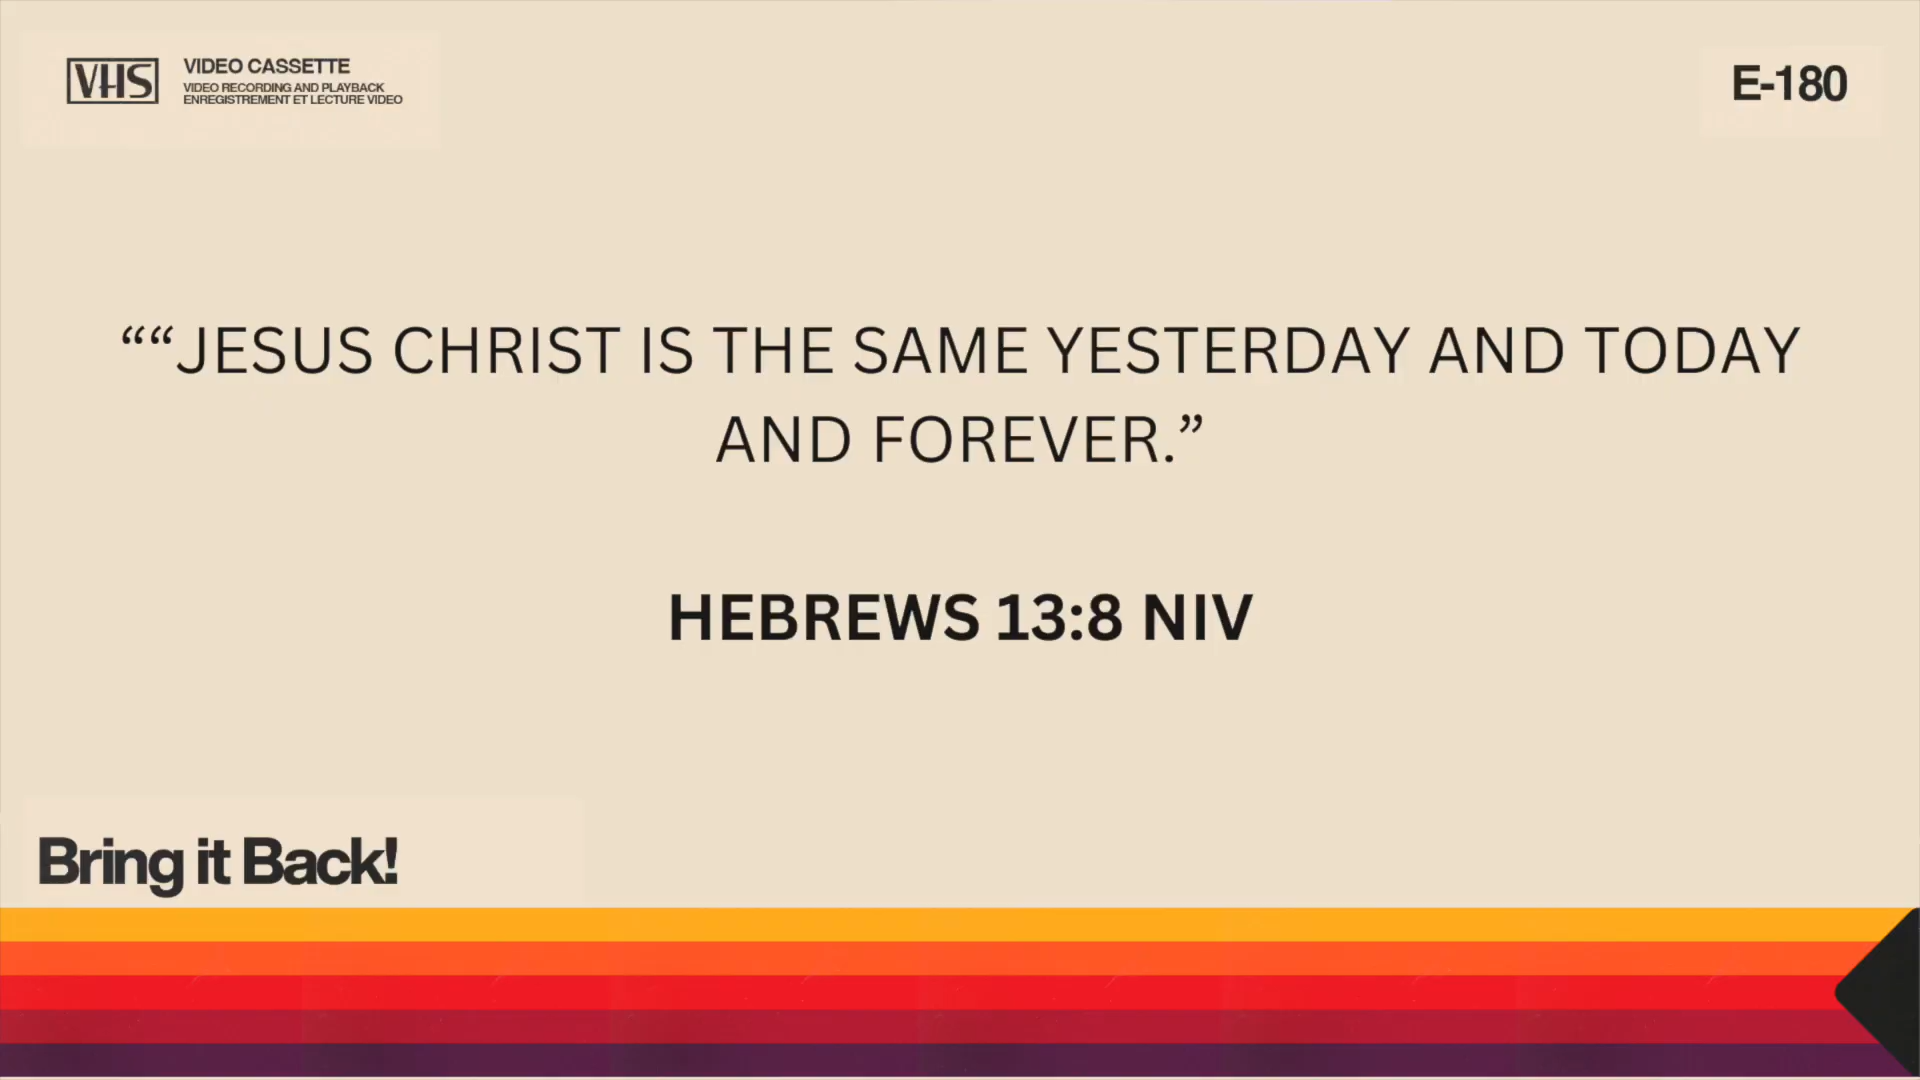 VHS
VIDEO CASSETTE
VIDEO RECORDING AND PLAYBACK
ENREGISTREMENT ET LECTURE VIDEO
E-180
““JESUS CHRIST IS THE SAME YESTERDAY AND TODAY
AND FOREVER.”
HEBREWS 13:8 NIV
Bring it Back!